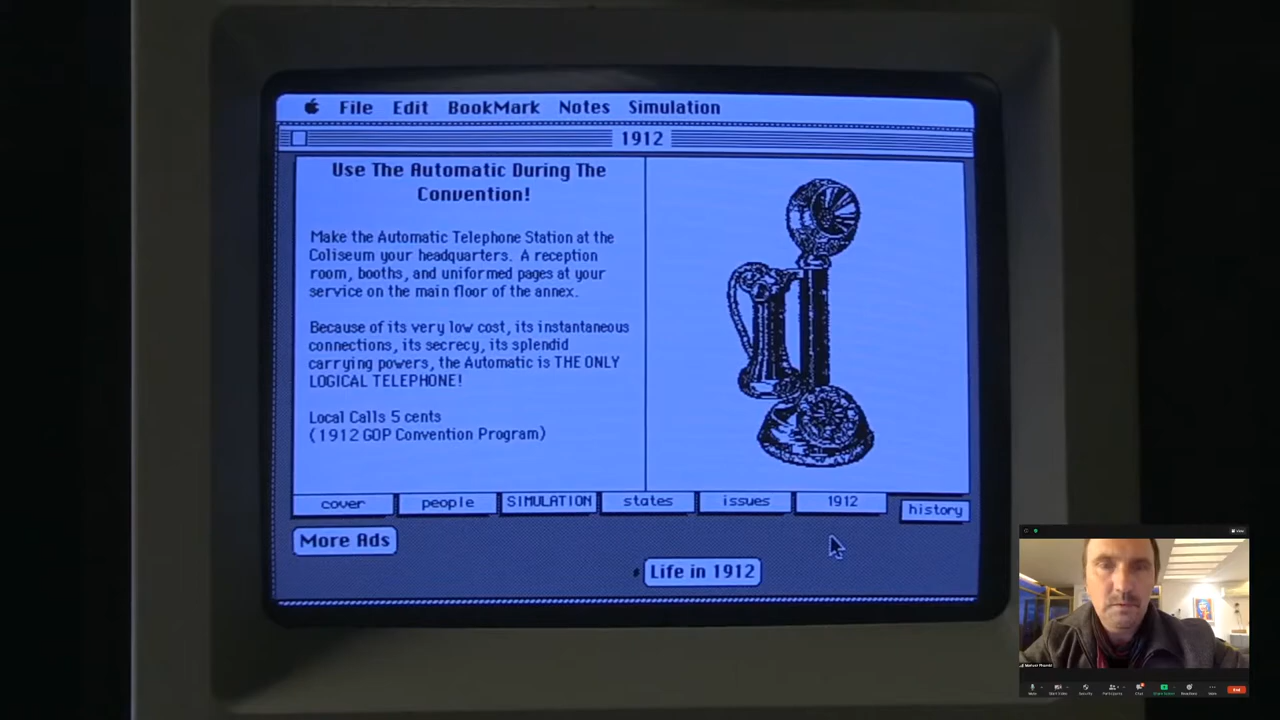 File Edit BookMark Notes Simulation
1912
Use The Automatic During The
Convention!
Make the Automatic Telephone Station at the
Coliseum your headquarters. A reception
room, booths, and uniformed pages at your
service on the main floor of the annex.
Because of its very low cost, its instantaneous
connections, its secrecy, its splendid
carrying powers, the Automatic is THE ONLY
LOGICAL TELEPHONE!
Local Calls 5 cents
(1912 GOP Convention Program)
cover people SIMULATION states issues 1912 history
More Ads
Life in 1912